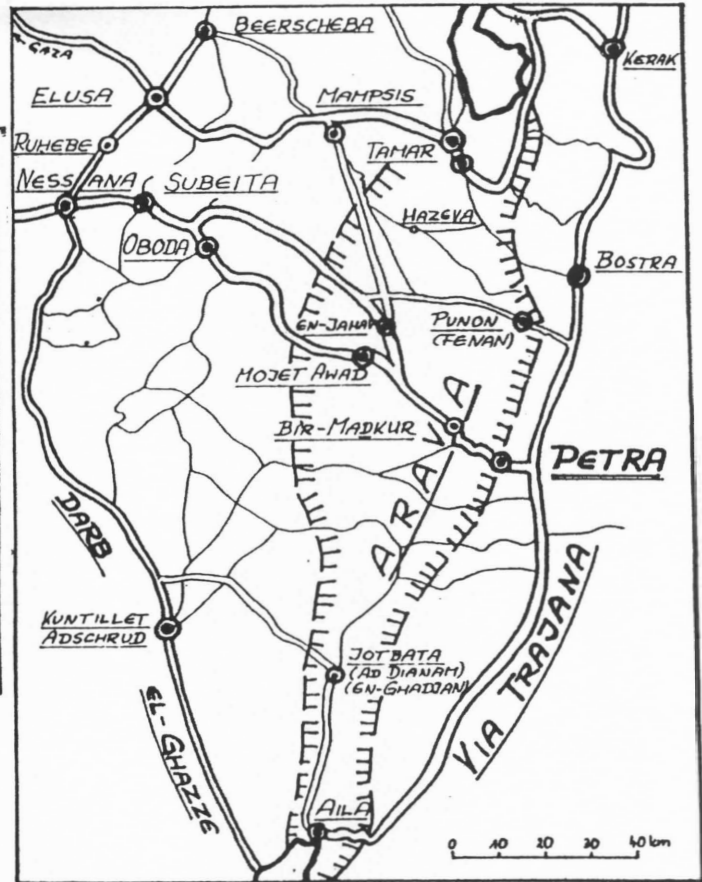 BEERSCHEBA
GAZA
KERAK
ELUSA
MAMPSIS
RUHEBE
TAMAR
NESSANA
SUBEITA
HAZEVA
OBODA
BOSTRA
EN-JAHAV
PUNON
(FENAN)
MOJET AWAD
BIR-MADKUR
PETRA
ARAVA
DARB
EL-GHAZZE
KUNTILLET
ADSCHRUD
JOTBATA
(AD DIANAM)
(EN-GHADJAN)
VIA TRAJANA
AILA
0 10 20 30 40 km